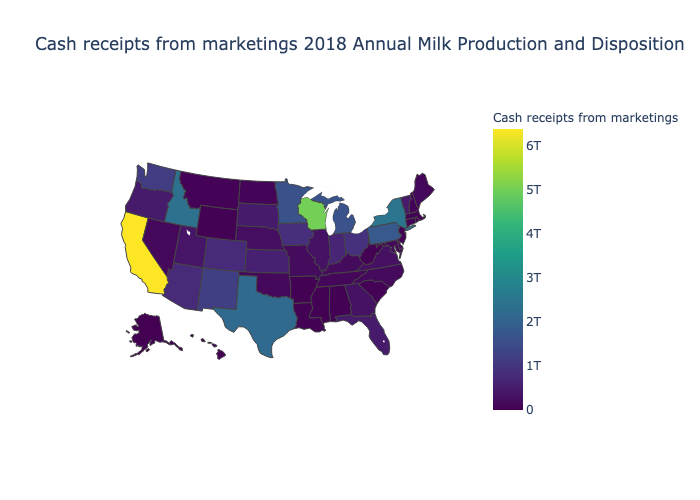 Cash receipts from marketings 2018 Annual Milk Production and Disposition
Cash receipts from marketings
6T
5T
4T
3T
2T
1T
0